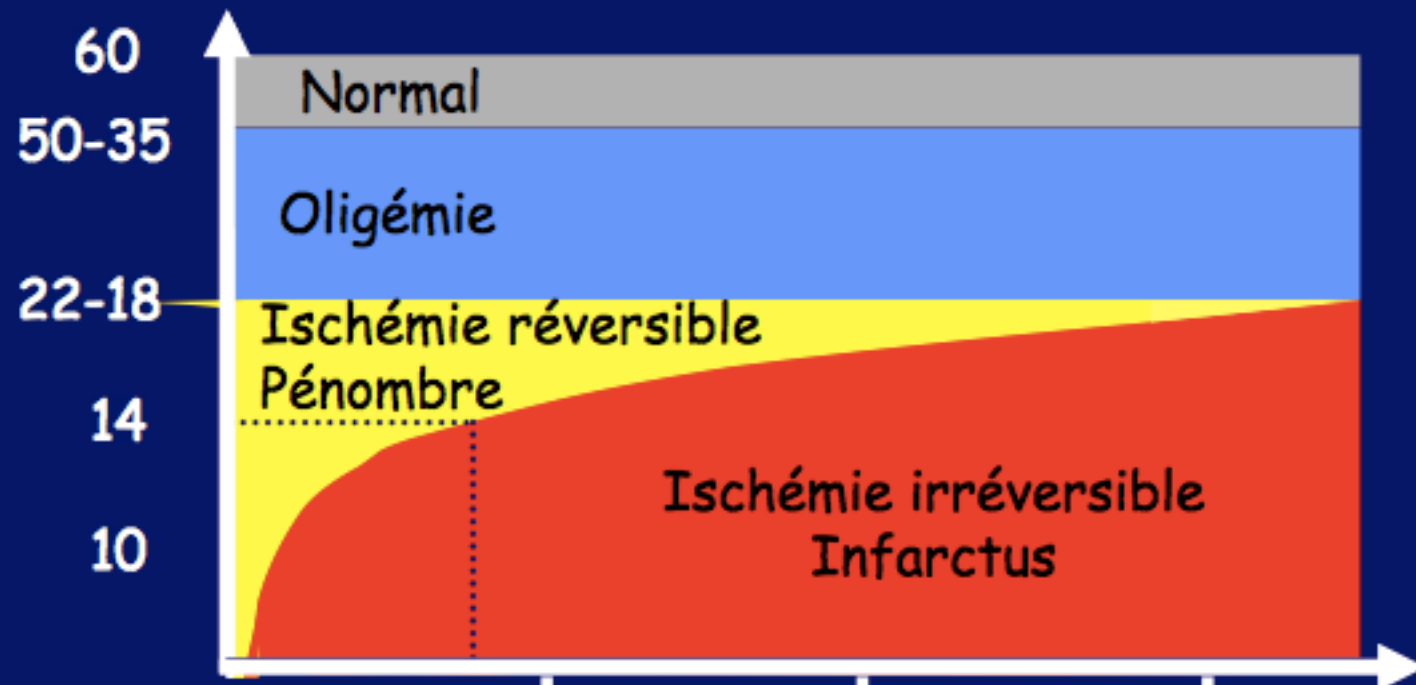 60
Normal
50-35
Oligémie
22-18
Ischémie réversible
Pénombre
14
Ischémie irréversible
10
Infarctus